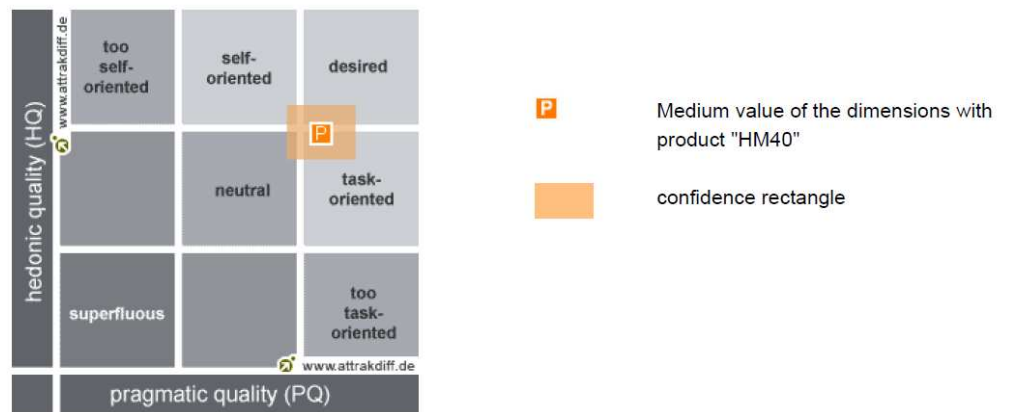 hedonic quality (HQ)
www.attrakdiff.de
too
self-
oriented
self-
oriented
desired
P
neutral
task-
oriented
superfluous
too
task-
oriented
www.attrakdiff.de
pragmatic quality (PQ)
P
Medium value of the dimensions with
product "HM40"
confidence rectangle